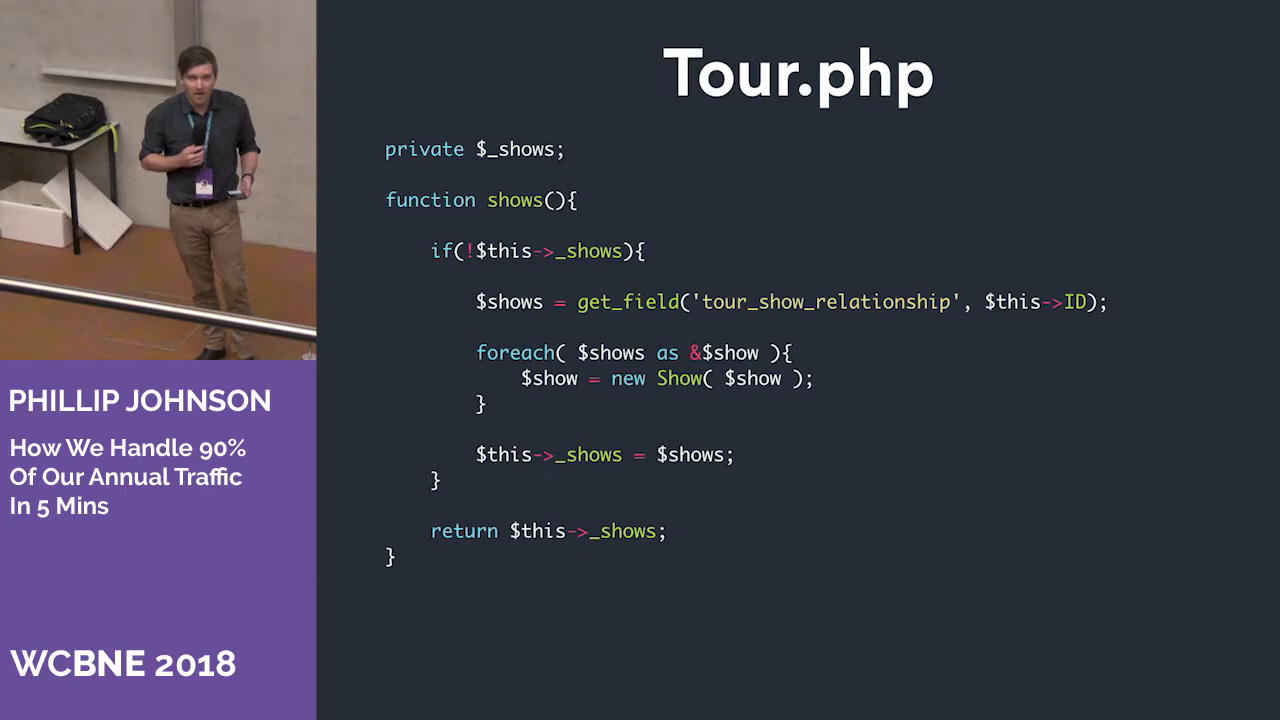 Tour.php
private $_shows;
function shows(){
if(!$this->_shows){
$shows = get_field('tour_show_relationship', $this->ID);
foreach( $shows as &$show ){
$show = new Show( $show );
}
$this->_shows = $shows;
}
return $this->_shows;
}
PHILLIP JOHNSON
How We Handle 90%
Of Our Annual Traffic
In 5 Mins
WCBNE 2018